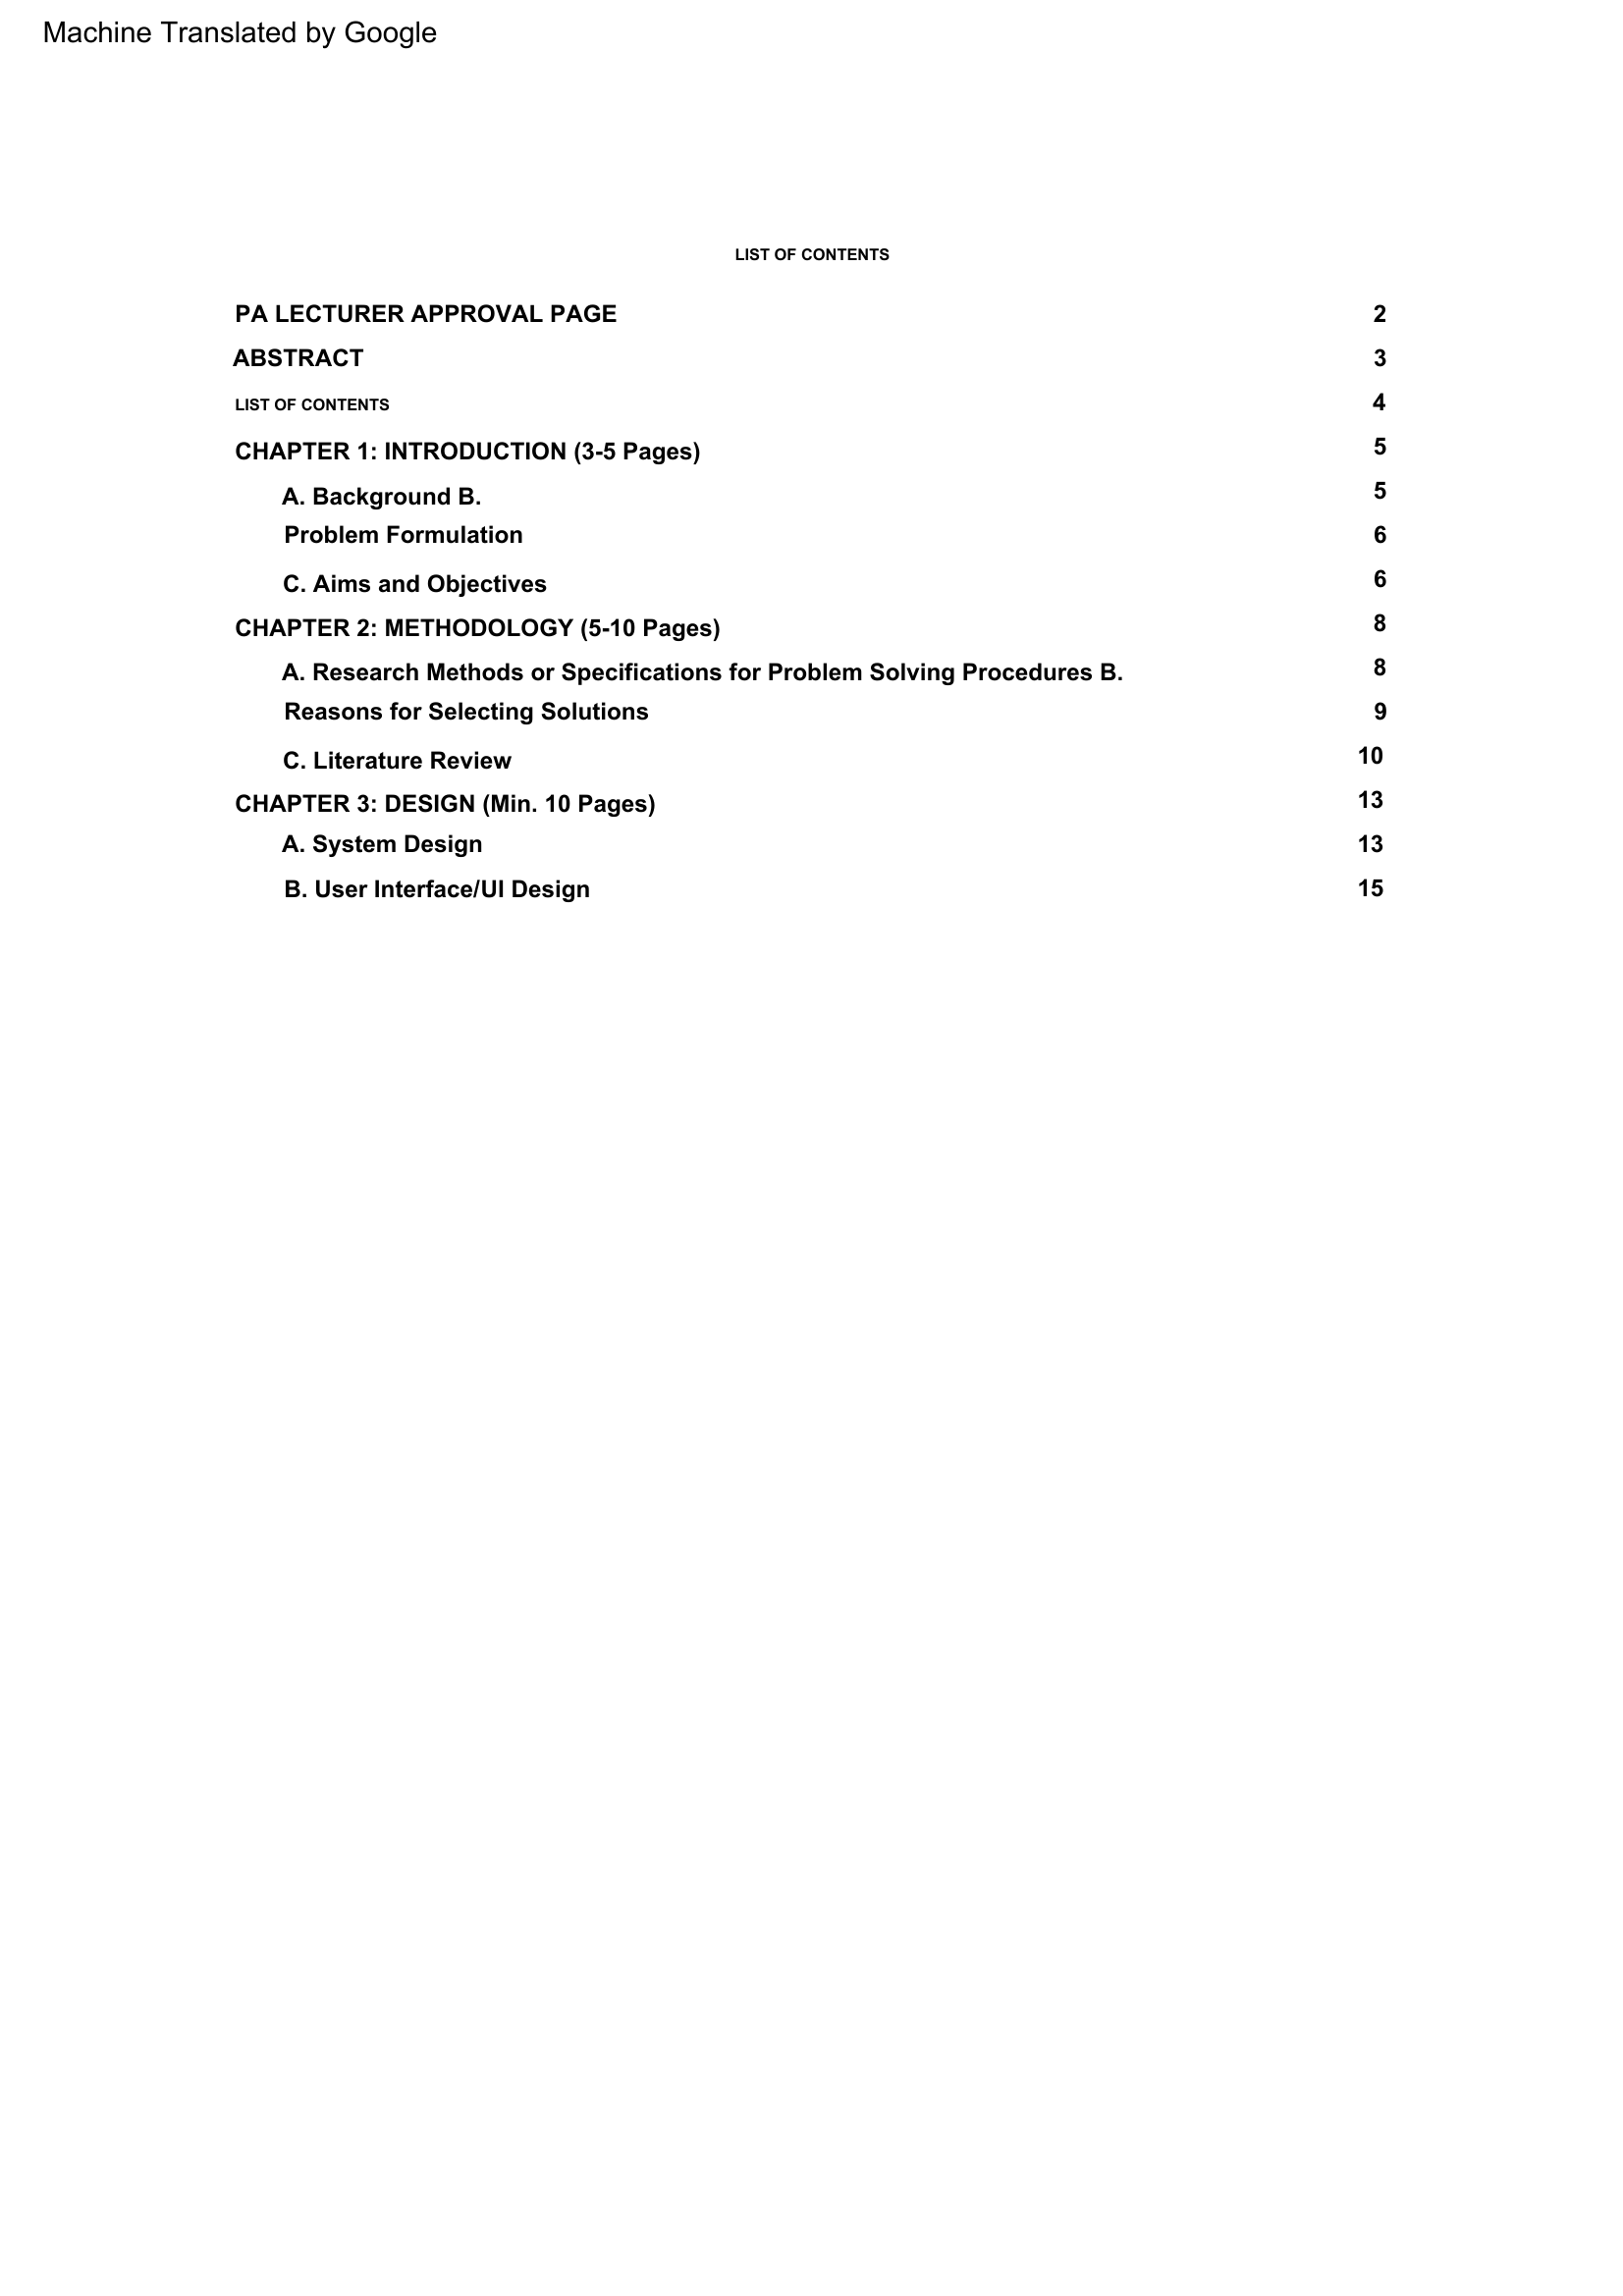 Machine Translated by Google
LIST OF CONTENTS
PA LECTURER APPROVAL PAGE 2
ABSTRACT 3
LIST OF CONTENTS 4
CHAPTER 1: INTRODUCTION (3-5 Pages) 5
A. Background B. 5
Problem Formulation 6
C. Aims and Objectives 6
CHAPTER 2: METHODOLOGY (5-10 Pages) 8
A. Research Methods or Specifications for Problem Solving Procedures B. 8
Reasons for Selecting Solutions 9
C. Literature Review 10
CHAPTER 3: DESIGN (Min. 10 Pages) 13
A. System Design 13
B. User Interface/UI Design 15